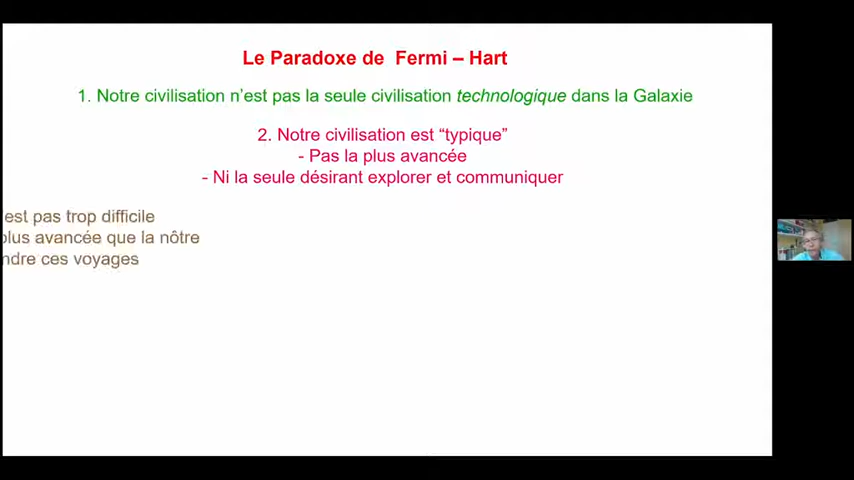 Le Paradoxe de Fermi – Hart
1. Notre civilisation n’est pas la seule civilisation technologique dans la Galaxie
2. Notre civilisation est “typique”
- Pas la plus avancée
- Ni la seule désirant explorer et communiquer
est pas trop difficile
plus avancée que la nôtre
ndre ces voyages